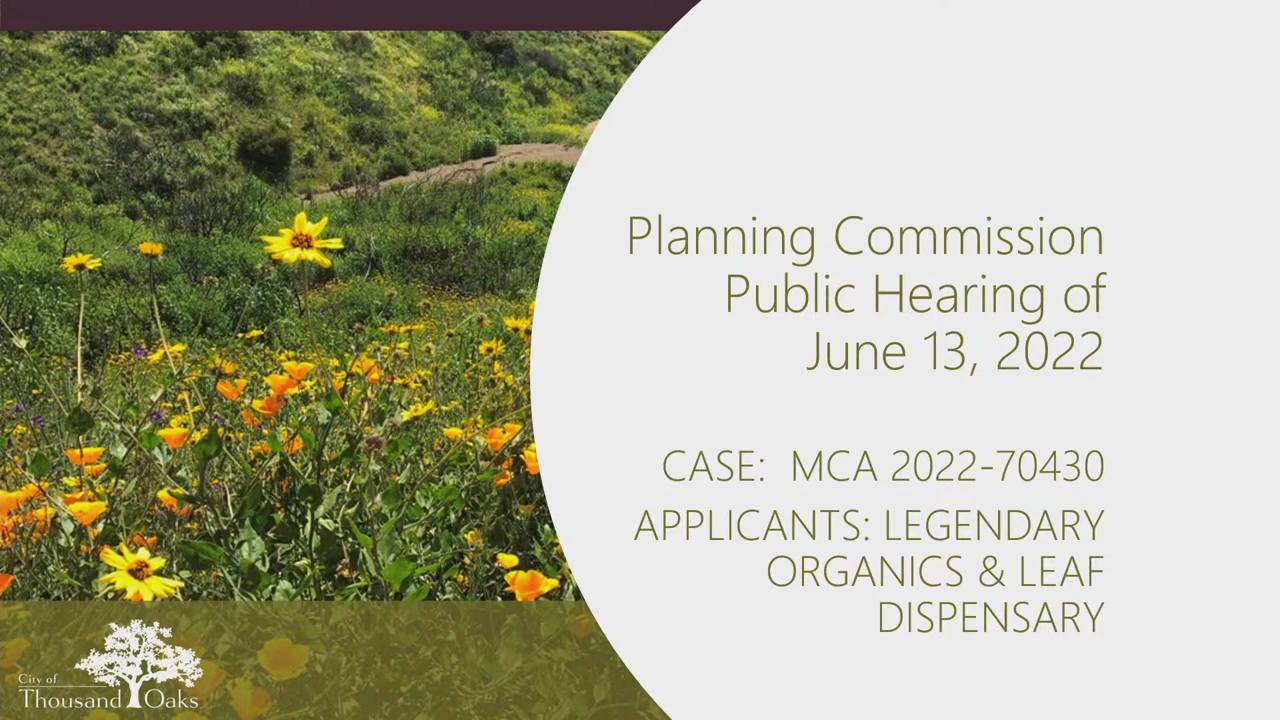 Planning Commission
Public Hearing of
June 13, 2022
CASE: MCA 2022-70430
APPLICANTS: LEGENDARY
ORGANICS & LEAF
DISPENSARY
City of
Thousand Oaks